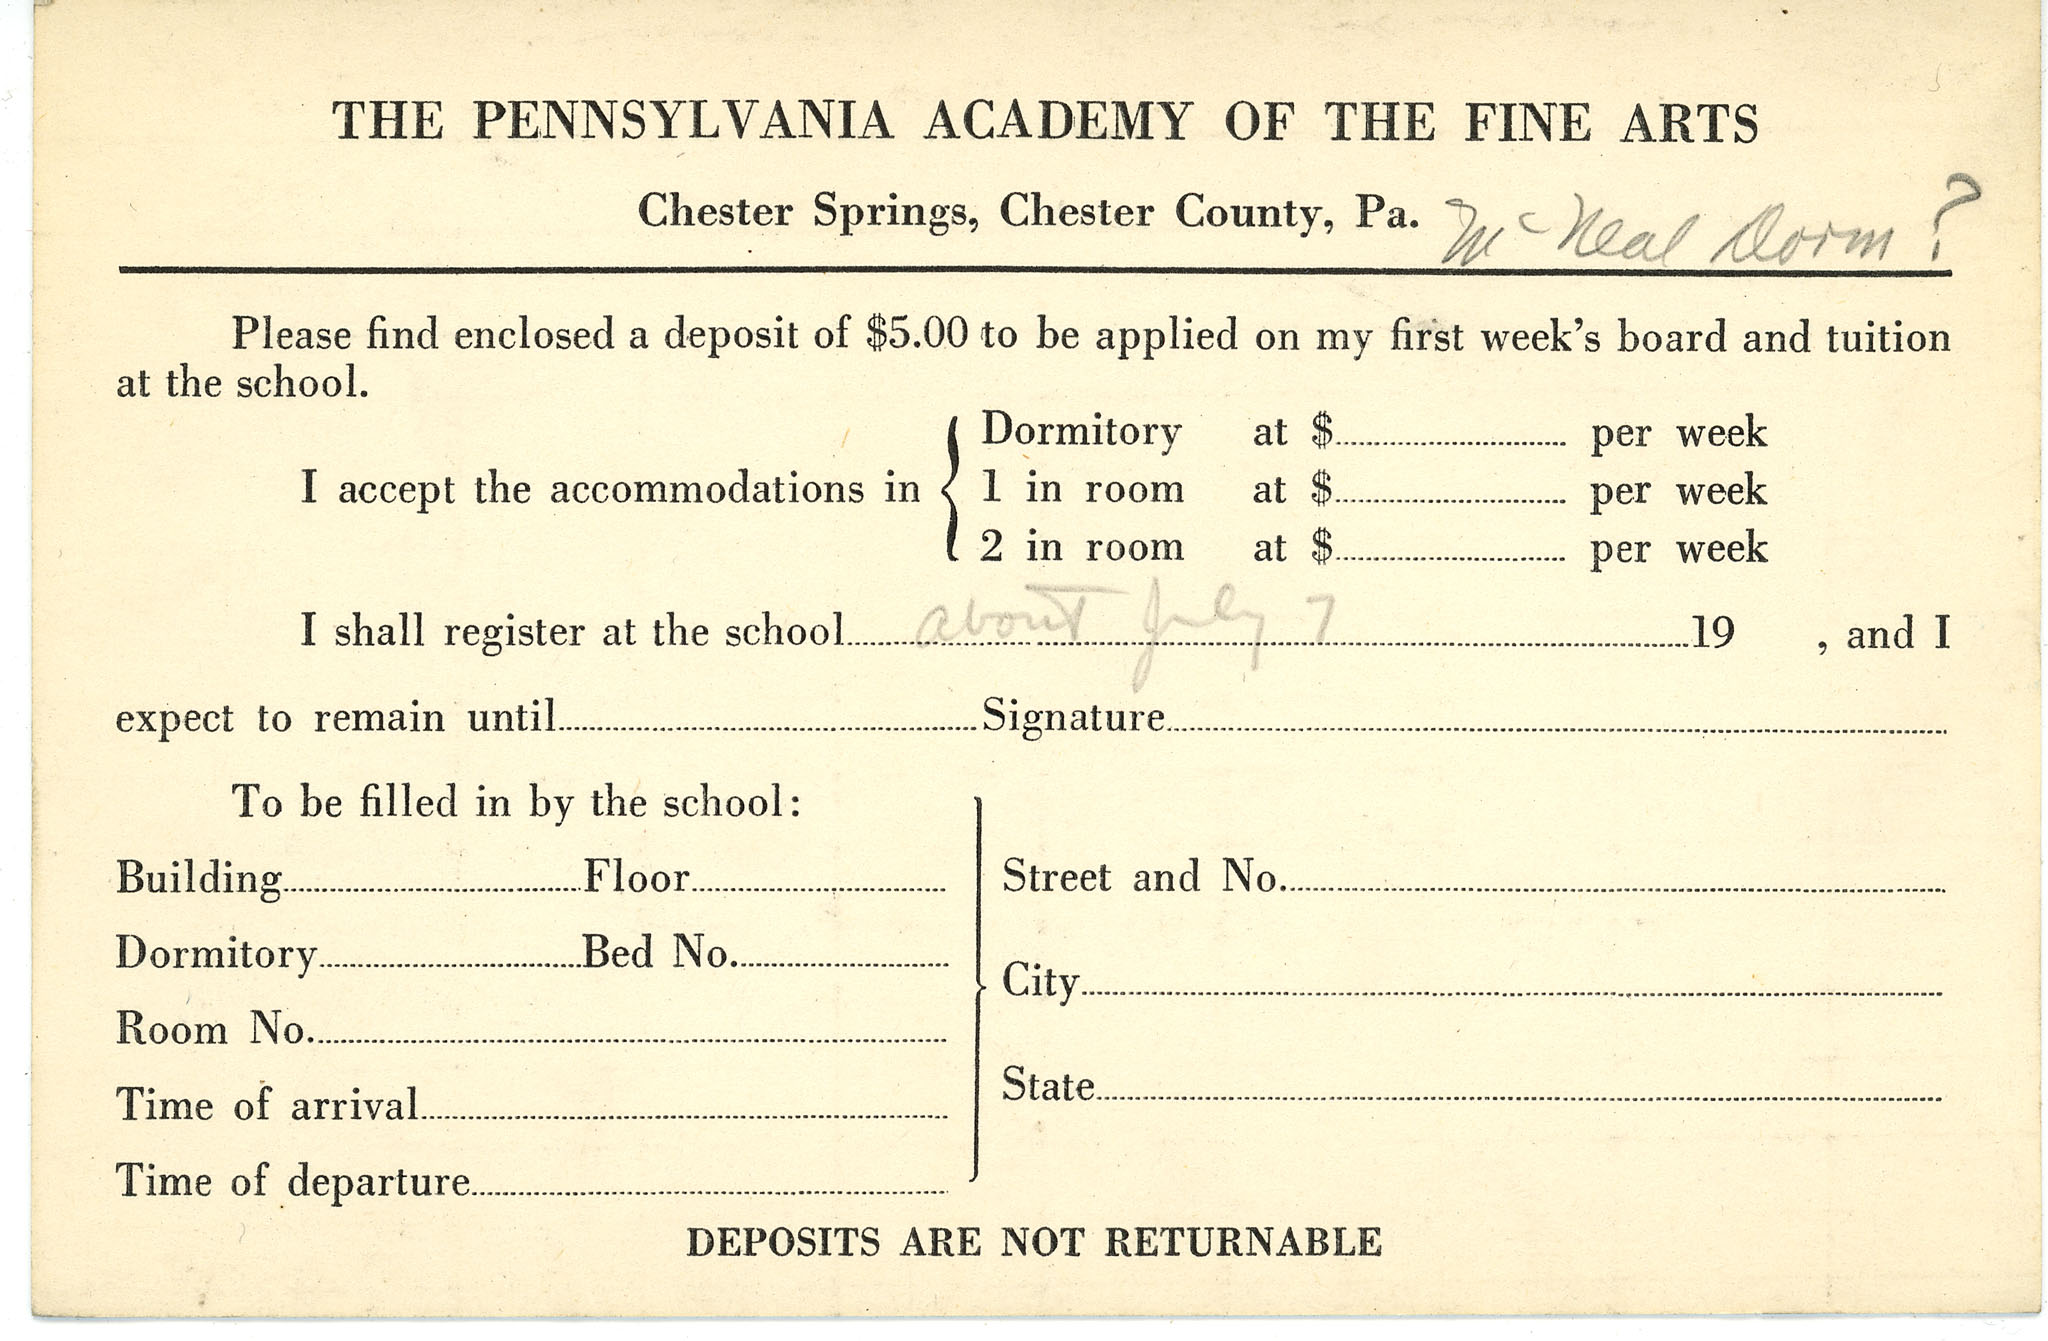 THE PENNSYLVANIA ACADEMY OF THE FINE ARTS
Chester Springs, Chester County, Pa. Mc Neal Dorm?
Please find enclosed a deposit of $5.00 to be applied on my first week's board and tuition
at the school.
Dormitory at $ per week
I accept the accommodations in 1 in room at $ per week
2 in room at $ per week
I shall register at the school about July 7 19 , and I
expect to remain until Signature
To be filled in by the school:
Building Floor
Dormitory Bed No.
Room No.
Time of arrival
Time of departure
Street and No.
City
State
DEPOSITS ARE NOT RETURNABLE